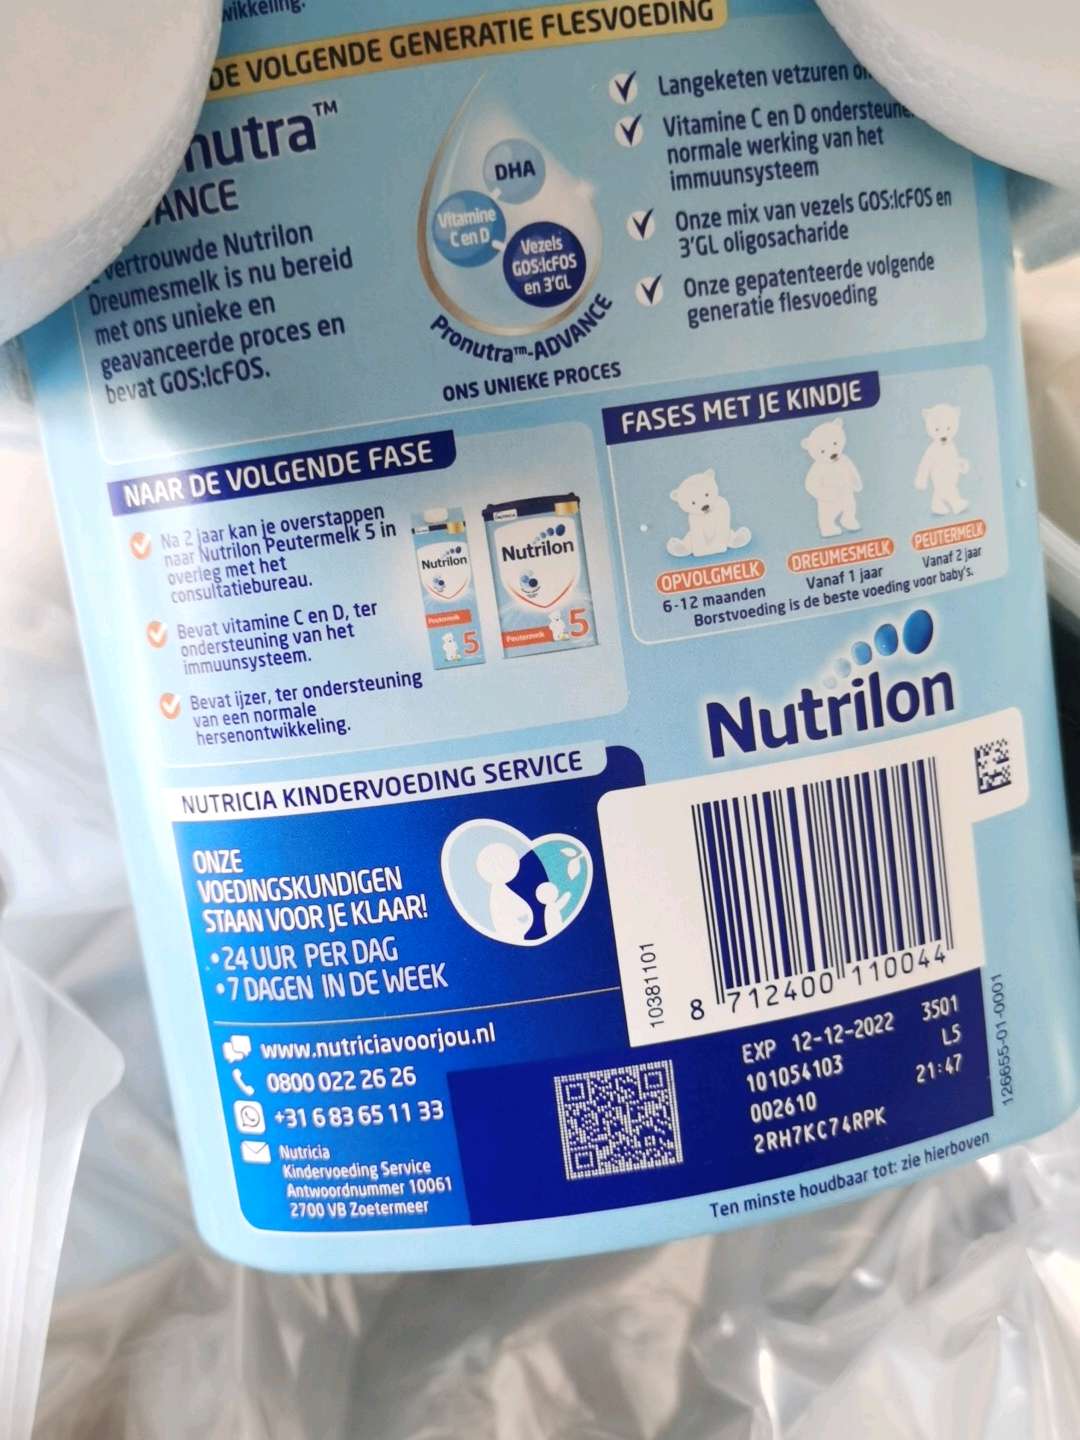 wikkeling.
DE VOLGENDE GENERATIE FLESVOEDING
nutra™
ANCE
vertrouwde Nutrilon
Dreumesmelk is nu bereid
met ons unieke en
geavanceerde proces en
bevat GOS:lcFOS.
DHA
Vitamine
C en D
Vezels
GOS:lcFOS
en 3'GL
Pronutra™-ADVANCE
ONS UNIEKE PROCES
Langeketen vetzuren
Vitamine C en D ondersteune
normale werking van het
immuunsysteem
Onze mix van vezels GOS:lcFOS en
3'GL oligosacharide
Onze gepatenteerde volgende
generatie flesvoeding
NAAR DE VOLGENDE FASE
Na 2 jaar kan je overstappen
naar Nutrilon Peutermelk 5 in
overleg met het
consultatiebureau.
Bevat vitamine C en D, ter
ondersteuning van het
immuunsysteem.
Bevat ijzer, ter ondersteuning
van een normale
hersenontwikkeling.
Nutrilon
Peutermelk
5
NUTRICIA
Nutrilon
Peutermelk
5
FASES MET JE KINDJE
OPVOLGMELK
6-12 maanden
DREUMESMELK
Vanaf 1 jaar
PEUTERMELK
Vanaf 2 jaar
Borstvoeding is de beste voeding voor baby's.
Nutrilon
NUTRICIA KINDERVOEDING SERVICE
ONZE
VOEDINGSKUNDIGEN
STAAN VOOR JE KLAAR!
•24 UUR PER DAG
•7 DAGEN IN DE WEEK
www.nutriciavoorjou.nl
0800 022 26 26
+31 6 83 65 11 33
Nutricia
Kindervoeding Service
Antwoordnummer 10061
2700 VB Zoetermeer
10381101
8 712400 110044
EXP 12-12-2022 3501
101054103 L5
002610 21:47
2RH7KC74RPK
126655-01-0001
Ten minste houdbaar tot: zie hierboven